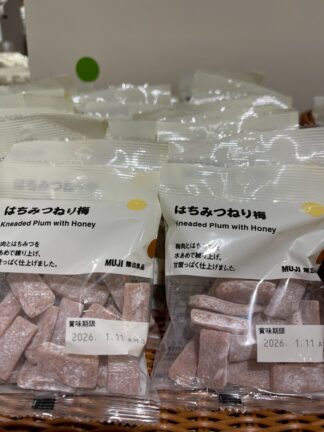 はちみつねり梅
Kneaded Plum with Honey
梅肉とはちみつを
水あめで練り上げ、
甘酸っぱく仕上げました。
MUJI 無印良品
賞味期限
2026. 1.11
はちみつねり梅
Kneaded Plum with Honey
梅肉とはちみつを
水あめで練り上げ、
甘酸っぱく仕上げました。
MUJI 無印
賞味期限
2026. 1.11